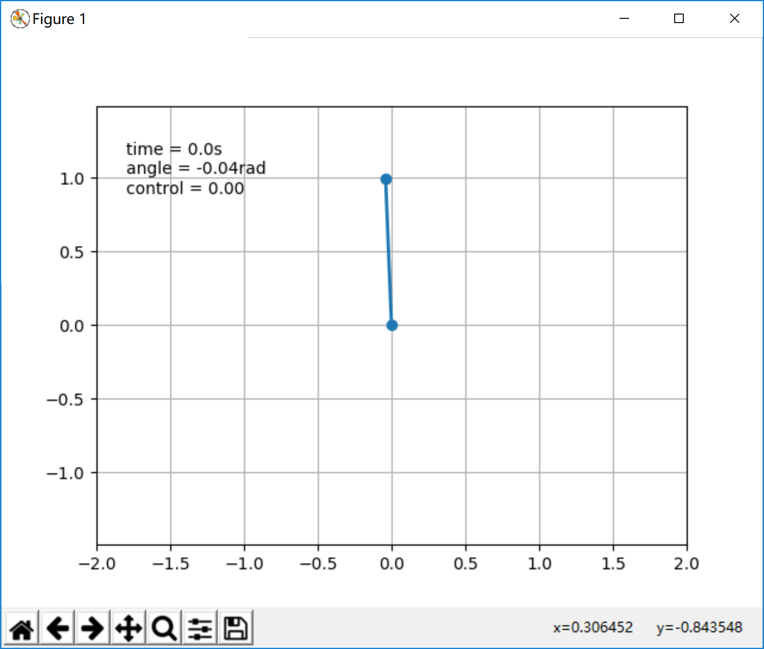 Figure 1
time = 0.0s
angle = -0.04rad
control = 0.00
1.0
0.5
0.0
−0.5
−1.0
−2.0 −1.5 −1.0 −0.5 0.0 0.5 1.0 1.5 2.0
x=0.306452 y=-0.843548